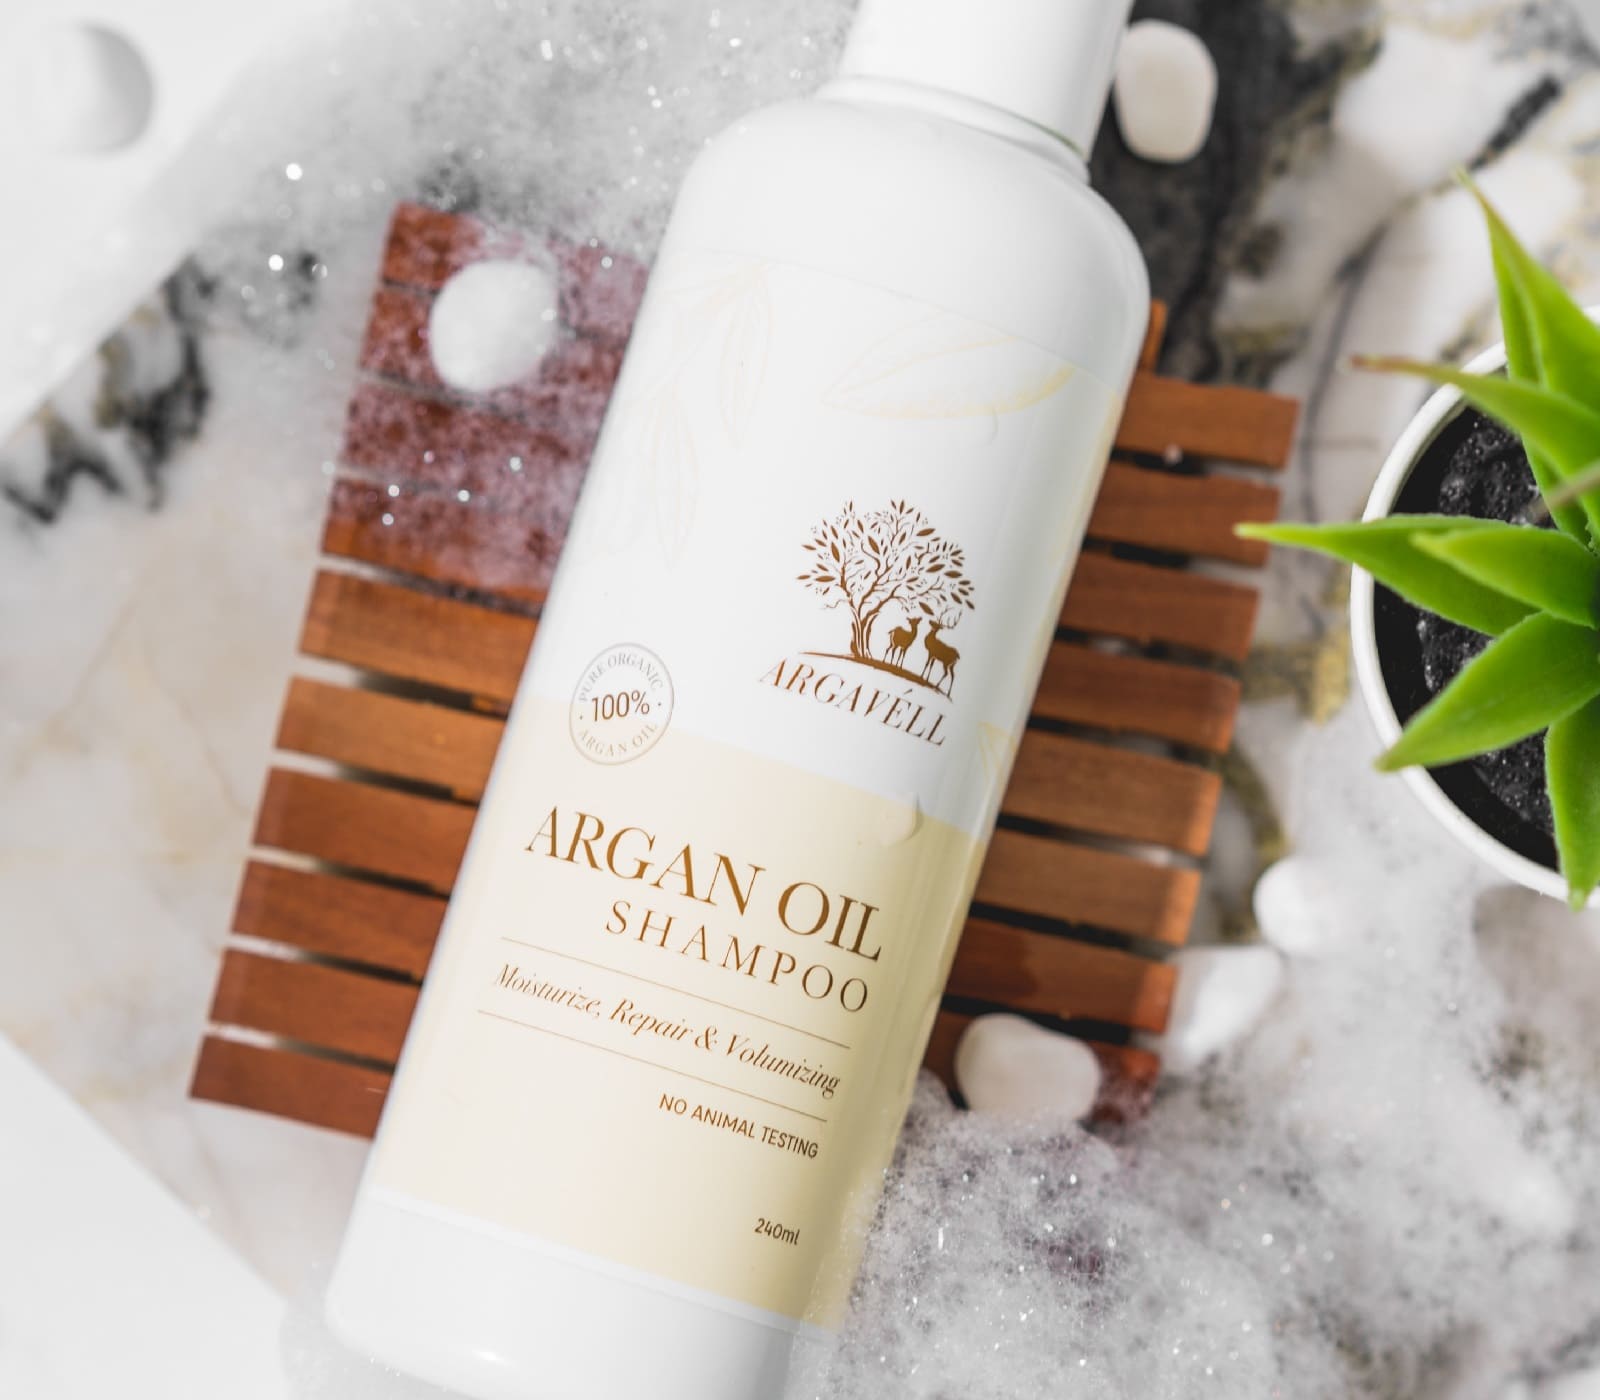 ARGAVÉLL
PURE ORGANIC
100%
ARGAN OIL
ARGAN OIL
SHAMPOO
Moisturize, Repair & Volumizing
NO ANIMAL TESTING
240ml